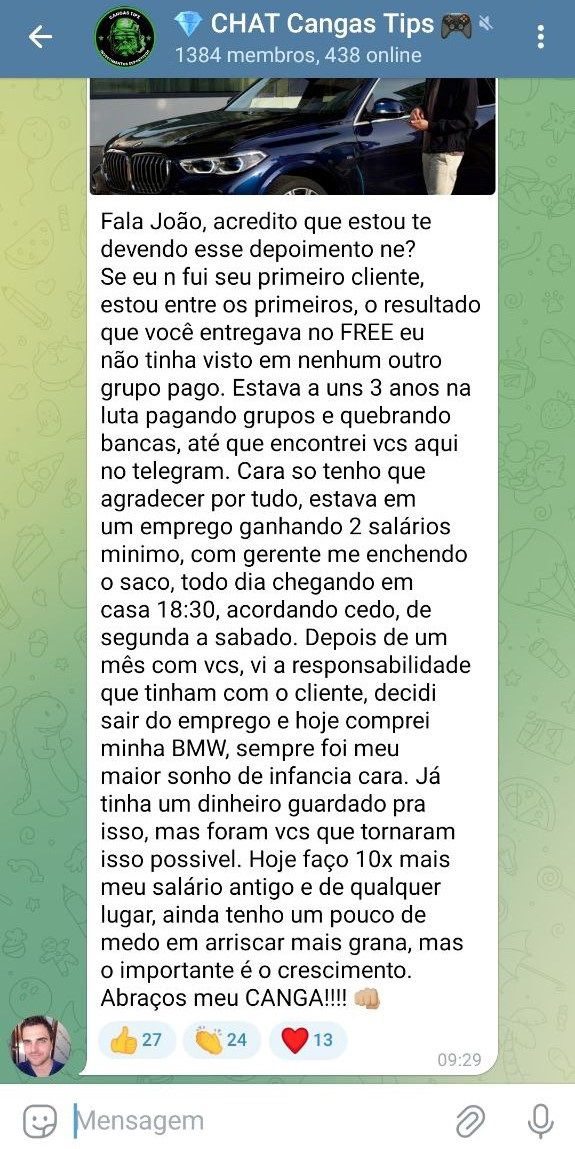 💎 CHAT Cangas Tips 🎮
1384 membros, 438 online
CANGAS TIPS
Fala João, acredito que estou te
devendo esse depoimento ne?
Se eu n fui seu primeiro cliente,
estou entre os primeiros, o resultado
que você entregava no FREE eu
não tinha visto em nenhum outro
grupo pago. Estava a uns 3 anos na
luta pagando grupos e quebrando
bancas, até que encontrei vcs aqui
no telegram. Cara so tenho que
agradecer por tudo, estava em
um emprego ganhando 2 salários
minimo, com gerente me enchendo
o saco, todo dia chegando em
casa 18:30, acordando cedo, de
segunda a sabado. Depois de um
mês com vcs, vi a responsabilidade
que tinham com o cliente, decidi
sair do emprego e hoje comprei
minha BMW, sempre foi meu
maior sonho de infancia cara. Já
tinha um dinheiro guardado pra
isso, mas foram vcs que tornaram
isso possivel. Hoje faço 10x mais
meu salário antigo e de qualquer
lugar, ainda tenho um pouco de
medo em arriscar mais grana, mas
o importante é o crescimento.
Abraços meu CANGA!!!! 👊🏼
👍 27 👏 24 ❤️ 13
09:29
Mensagem